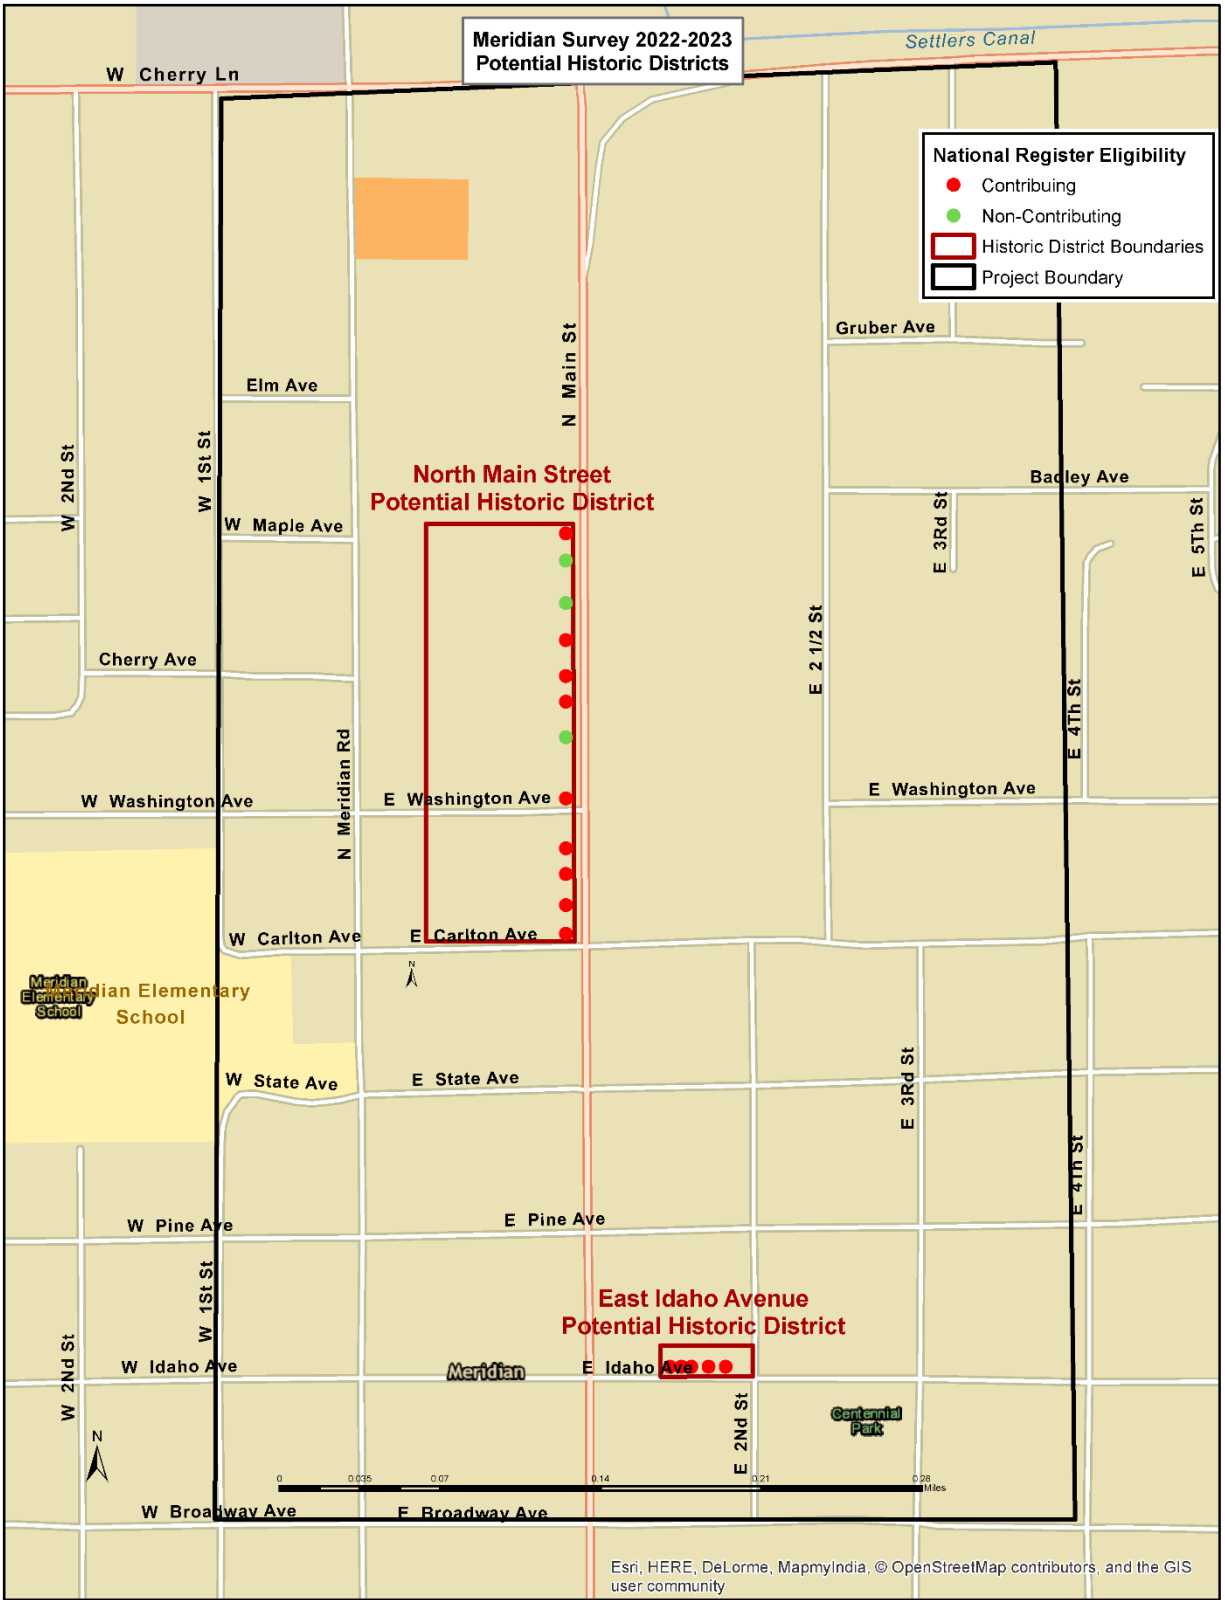 Meridian Survey 2022-2023
Potential Historic Districts
Settlers Canal
W Cherry Ln
National Register Eligibility
Contribuing
Non-Contributing
Historic District Boundaries
Project Boundary
Gruber Ave
N Main St
Elm Ave
W 2Nd St
W 1St St
North Main Street
Potential Historic District
Badley Ave
W Maple Ave
E 3Rd St
E 5Th St
E 2 1/2 St
Cherry Ave
E 4Th St
N Meridian Rd
W Washington Ave
E Washington Ave
E Washington Ave
W Carlton Ave
E Carlton Ave
N
Meridian
Elementary
School
Meridian Elementary
School
W State Ave
E State Ave
E 3Rd St
E 4Th St
W Pine Ave
E Pine Ave
W 1St St
East Idaho Avenue
Potential Historic District
W 2Nd St
W Idaho Ave
Meridian
E Idaho Ave
E 2Nd St
Centennial
Park
N
0 0.035 0.07 0.14 0.21 0.28
Miles
W Broadway Ave
E Broadway Ave
Esri, HERE, DeLorme, MapmyIndia, © OpenStreetMap contributors, and the GIS
user community